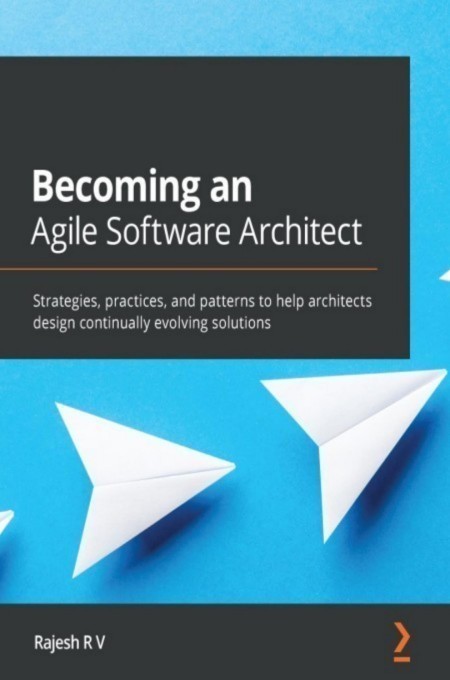 Becoming an
Agile Software Architect
Strategies, practices, and patterns to help architects
design continually evolving solutions
Rajesh R V